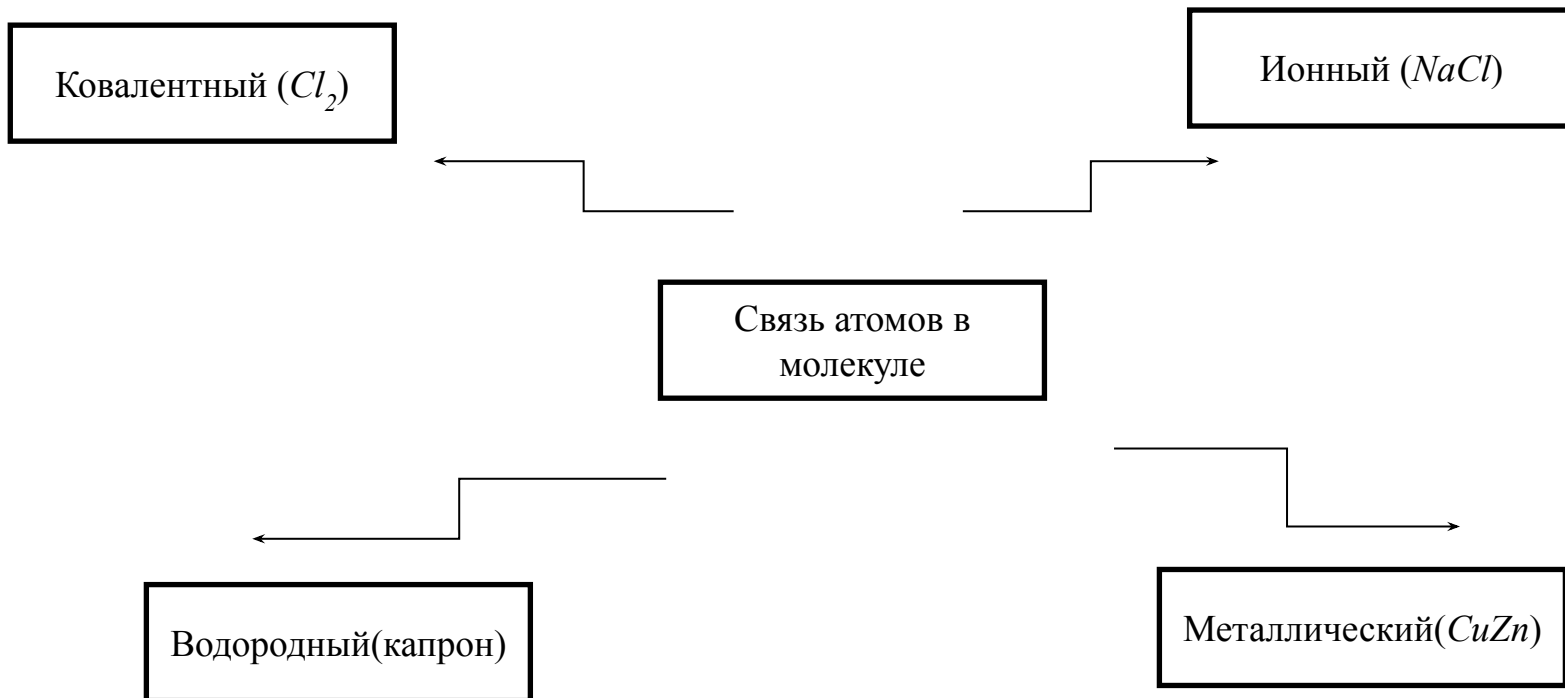 Ковалентный (Cl₂)
Ионный (NaCl)
Связь атомов в
молекуле
Водородный(капрон)
Металлический(CuZn)